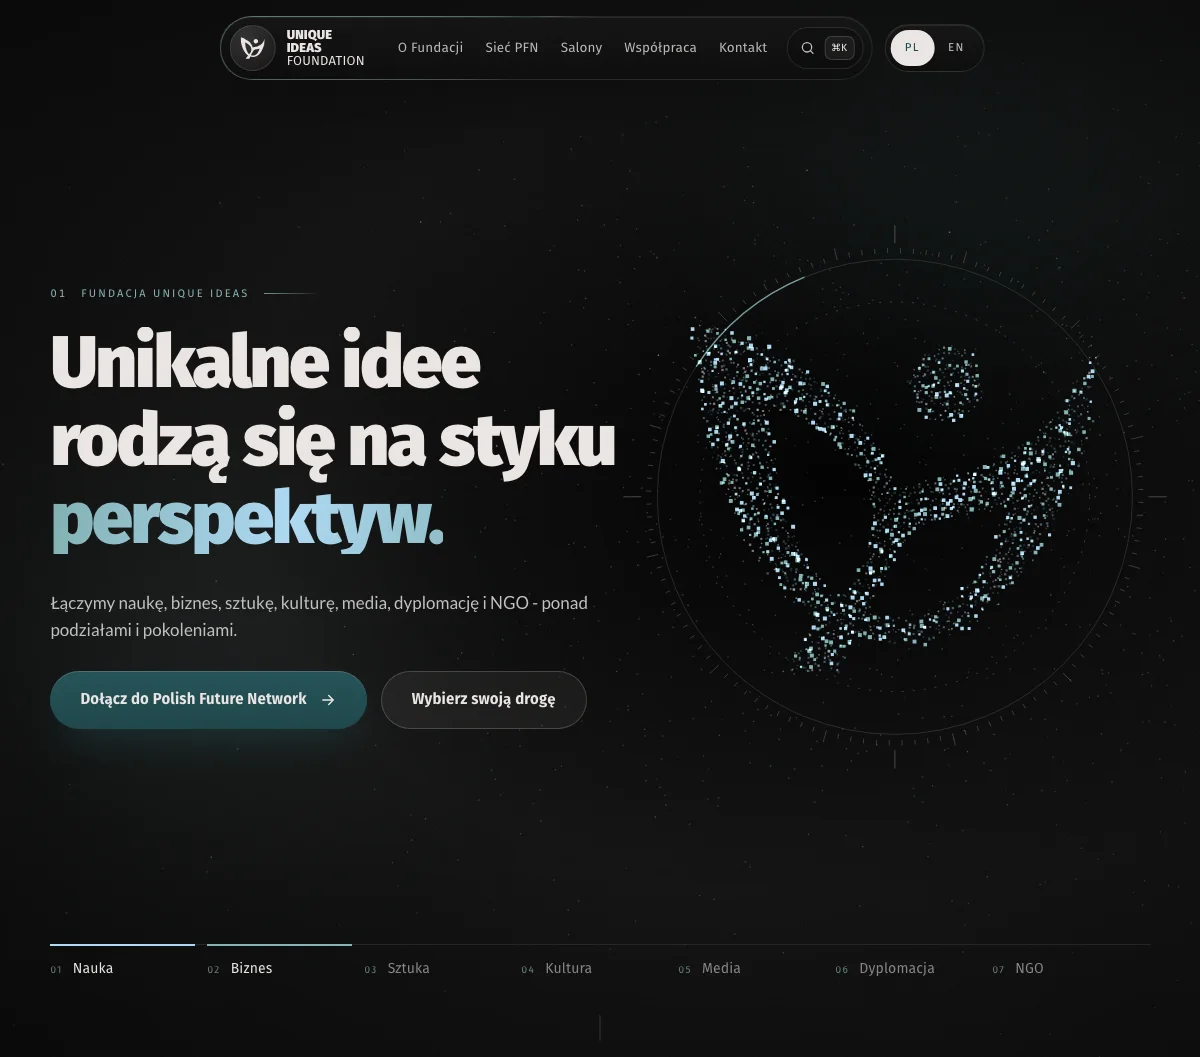 UNIQUE
IDEAS
FOUNDATION
O Fundacji
Sieć PFN
Salony
Współpraca
Kontakt
⌘K
PL
EN
01 FUNDACJA UNIQUE IDEAS
Unikalne idee
rodzą się na styku
perspektyw.
Łączymy naukę, biznes, sztukę, kulturę, media, dyplomację i NGO - ponad
podziałami i pokoleniami.
Dołącz do Polish Future Network →
Wybierz swoją drogę
01 Nauka
02 Biznes
03 Sztuka
04 Kultura
05 Media
06 Dyplomacja
07 NGO